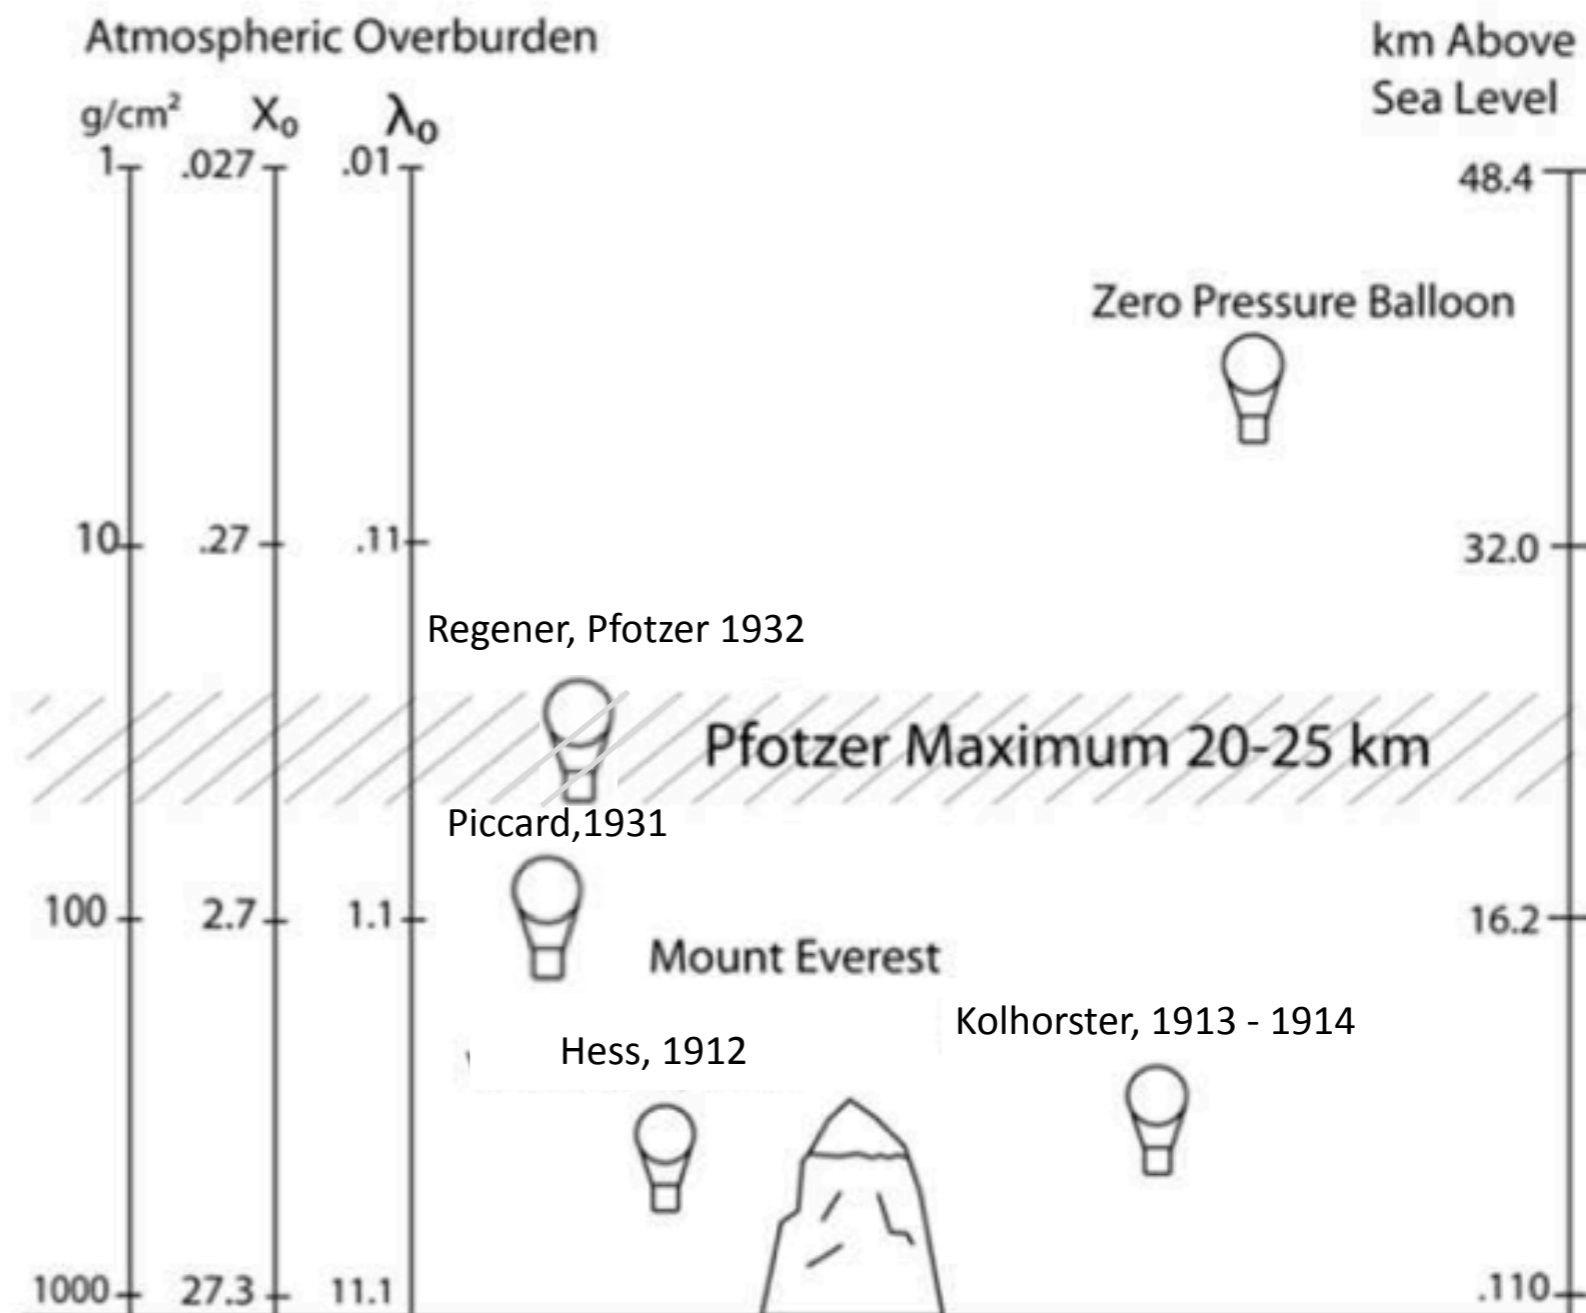 Atmospheric Overburden
km Above
Sea Level
g/cm² X₀ λ₀
1 .027 .01 48.4
Zero Pressure Balloon
10 .27 .11 32.0
Regener, Pfotzer 1932
Pfotzer Maximum 20-25 km
Piccard,1931
100 2.7 1.1 16.2
Mount Everest
Kolhorster, 1913 - 1914
Hess, 1912
1000 27.3 11.1 .110